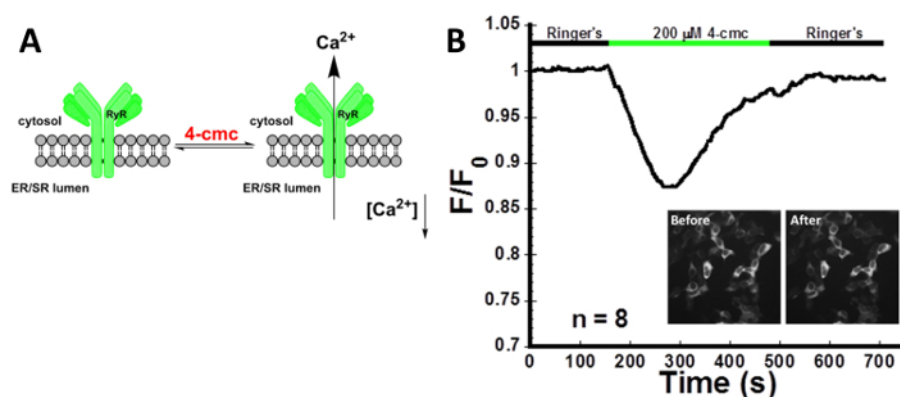 A
Ca2+
RyR
cytosol
ER/SR lumen
4-cmc
RyR
cytosol
ER/SR lumen
[Ca2+]
B
Ringer's
200 µM 4-cmc
Ringer's
F/F0
1.05
1
0.95
0.9
0.85
0.8
0.75
0.7
Before
After
n = 8
0
100
200
300
400
500
600
700
Time (s)